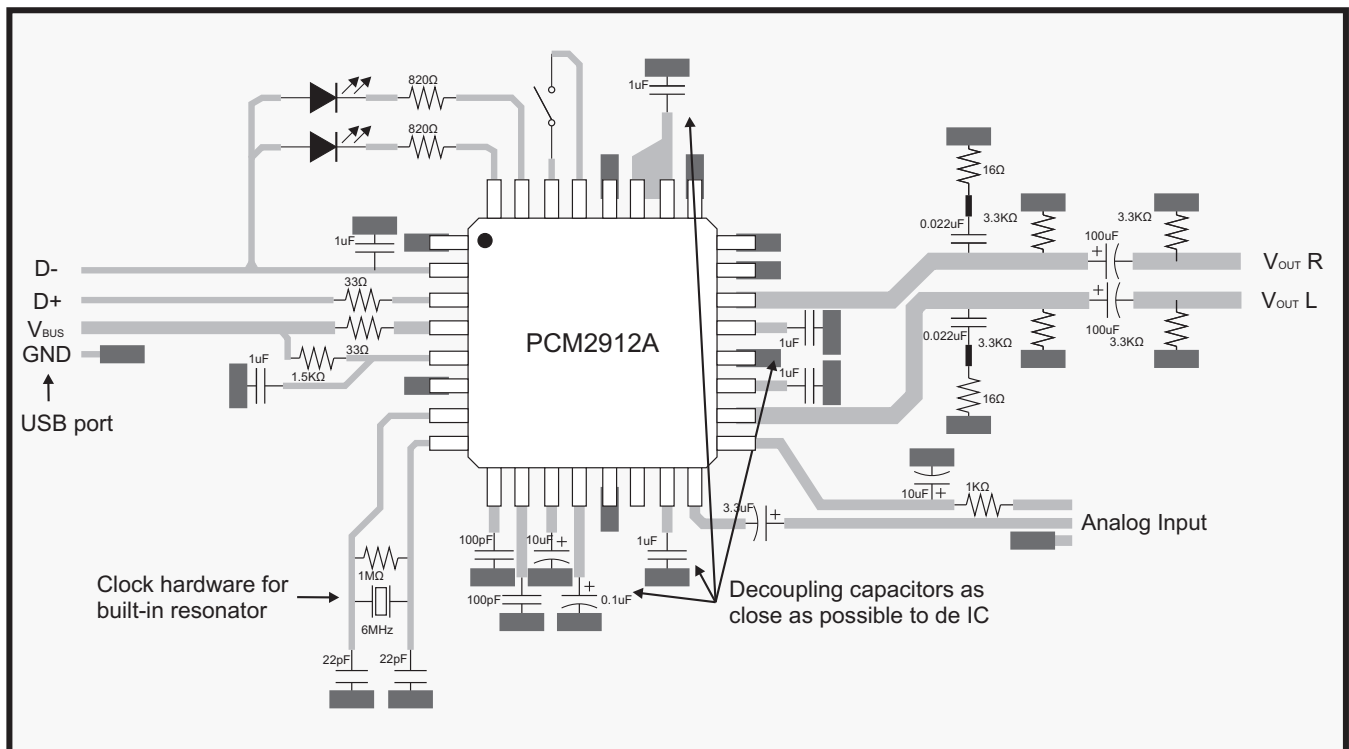 820Ω
820Ω
1uF
16Ω
0.022uF
3.3KΩ
100uF
3.3KΩ
1uF
D-
33Ω
D+
VBUS
GND
33Ω
1uF
1.5KΩ
USB port
PCM2912A
VOUT R
VOUT L
1uF
0.022uF
3.3KΩ
100uF
3.3KΩ
1uF
16Ω
10uF
1KΩ
3.3uF
Analog Input
100pF
10uF
1uF
1MΩ
Clock hardware for
built-in resonator
6MHz
100pF
0.1uF
Decoupling capacitors as
close as possible to de IC
22pF
22pF